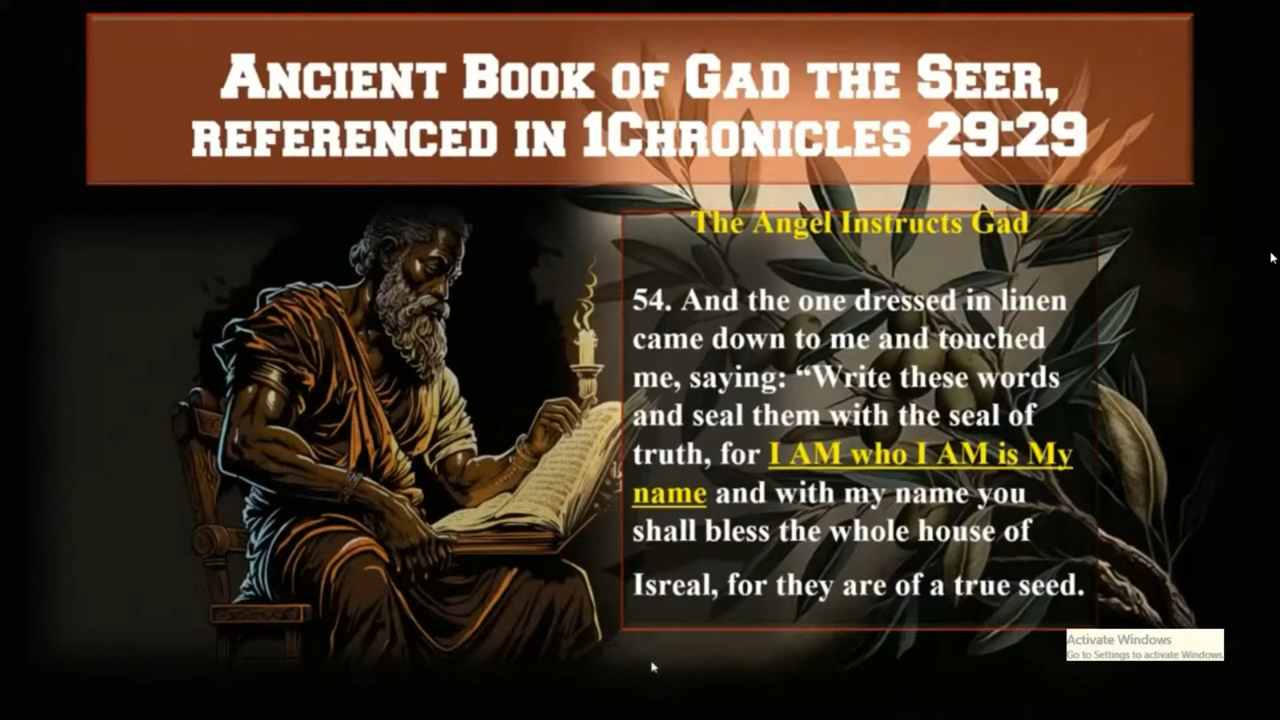 Ancient Book of Gad the Seer,
referenced in 1Chronicles 29:29
The Angel Instructs Gad
54. And the one dressed in linen
came down to me and touched
me, saying: “Write these words
and seal them with the seal of
truth, for I AM who I AM is My
name and with my name you
shall bless the whole house of
Isreal, for they are of a true seed.
Activate Windows
Go to Settings to activate Windows.